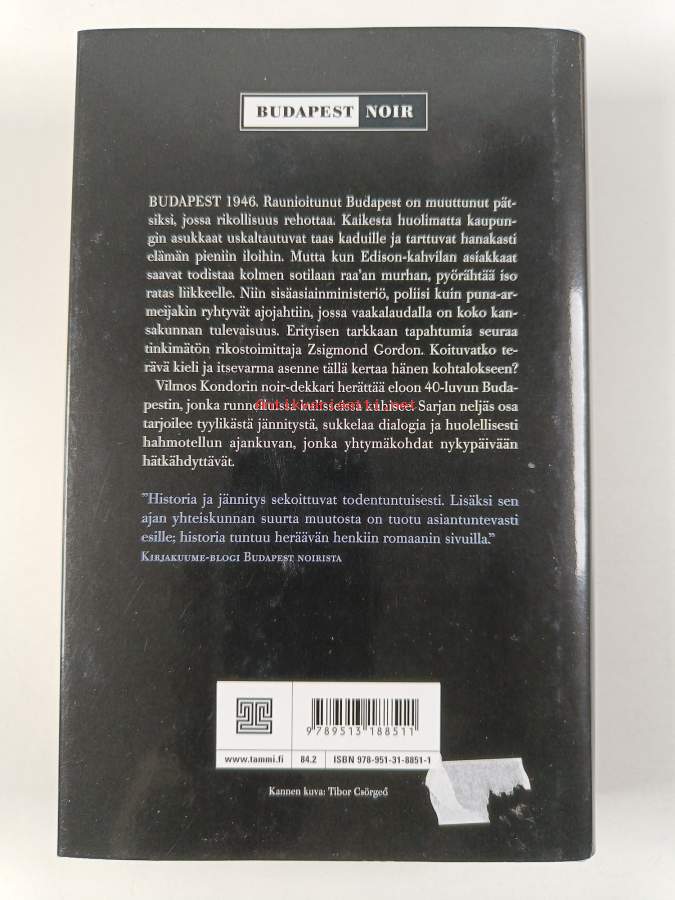 BUDAPEST NOIR
BUDAPEST 1946. Raunioitunut Budapest on muuttunut pät-
siksi, jossa rikollisuus rehottaa. Kaikesta huolimatta kaupun-
gin asukkaat uskaltautuvat taas kaduille ja tarttuvat hanakasti
elämän pieniin iloihin. Mutta kun Edison-kahvilan asiakkaat
saavat todistaa kolmen sotilaan raa'an murhan, pyörähtää iso
ratas liikkeelle. Niin sisäasiainministeriö, poliisi kuin puna-ar-
meijakin ryhtyvät ajojahtiin, jossa vaakalaudalla on koko kan-
sakunnan tulevaisuus. Erityisen tarkkaan tapahtumia seuraa
tinkimätön rikostoimittaja Zsigmond Gordon. Koituvatko te-
rävä kieli ja itsevarma asenne tällä kertaa hänen kohtalokseen?
Vilmos Kondorin noir-dekkari herättää eloon 40-luvun Buda-
pestin, jonka runnelluissa kulisseissa kuhisee. Sarjan neljäs osa
tarjoilee tyylikästä jännitystä, sukkelaa dialogia ja huolellisesti
hahmotellun ajankuvan, jonka yhtymäkohdat nykypäivään
hätkähdyttävät.
"Historia ja jännitys sekoittuvat todentuntuisesti. Lisäksi sen
ajan yhteiskunnan suurta muutosta on tuotu asiantuntevasti
esille; historia tuntuu heräävän henkiin romaanin sivuilla."
KIRJAKUUME-BLOGI BUDAPEST NOIRISTA
9 789513 188511
www.tammi.fi 84.2 ISBN 978-951-31-8851-1
Kannen kuva: Tibor Csörgeő